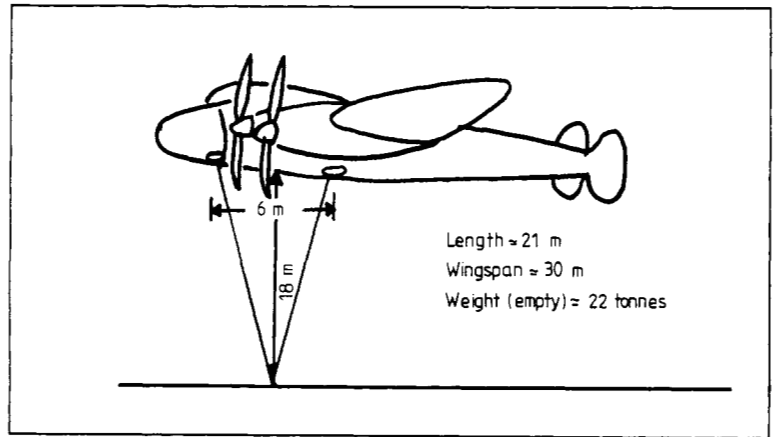 6 m
18 m
Length ≃ 21 m
Wingspan ≃ 30 m
Weight (empty) ≃ 22 tonnes